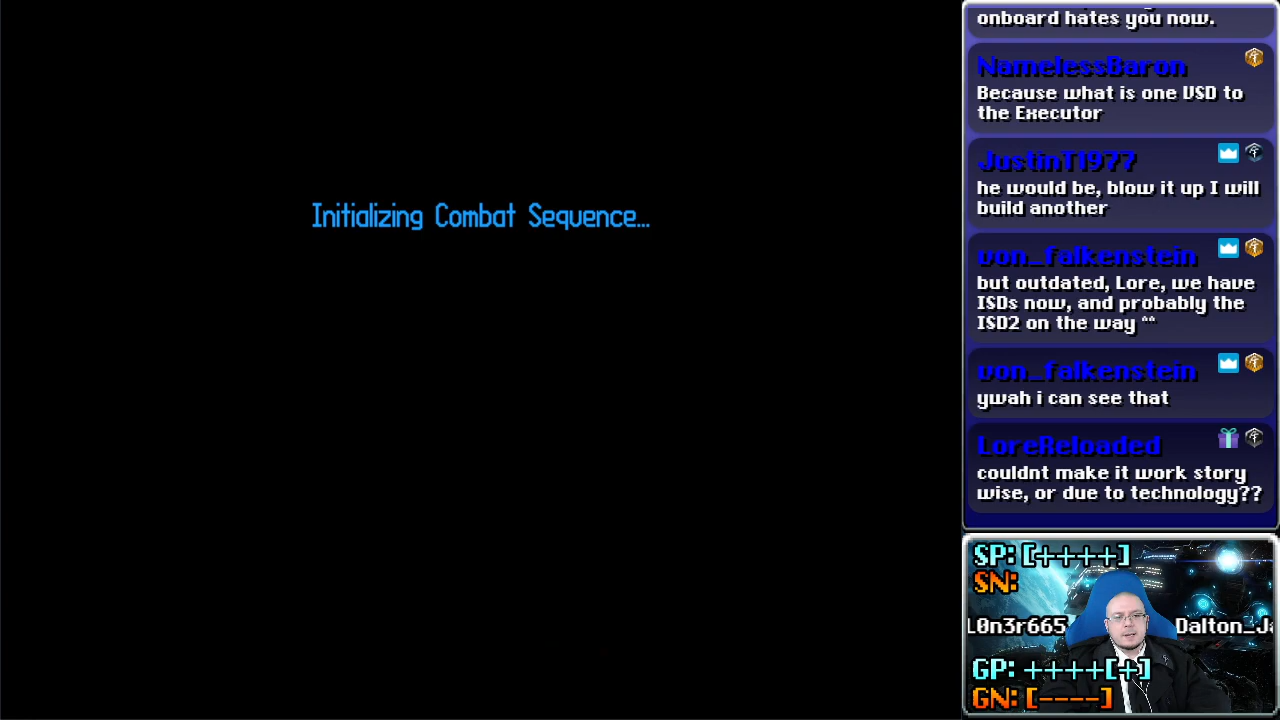 Initializing Combat Sequence...
onboard hates you now.
NamelessBaron
Because what is one VSD to
the Executor
JustinT1977
he would be, blow it up I will
build another
von_falkenstein
but outdated, Lore, we have
ISDs now, and probably the
ISD2 on the way ^^
von_falkenstein
ywah i can see that
LoreReloaded
couldnt make it work story
wise, or due to technology??
SP: [++++]
SN:
L0n3r665
Dalton_Ja
GP: ++++[+]
GN: [----]